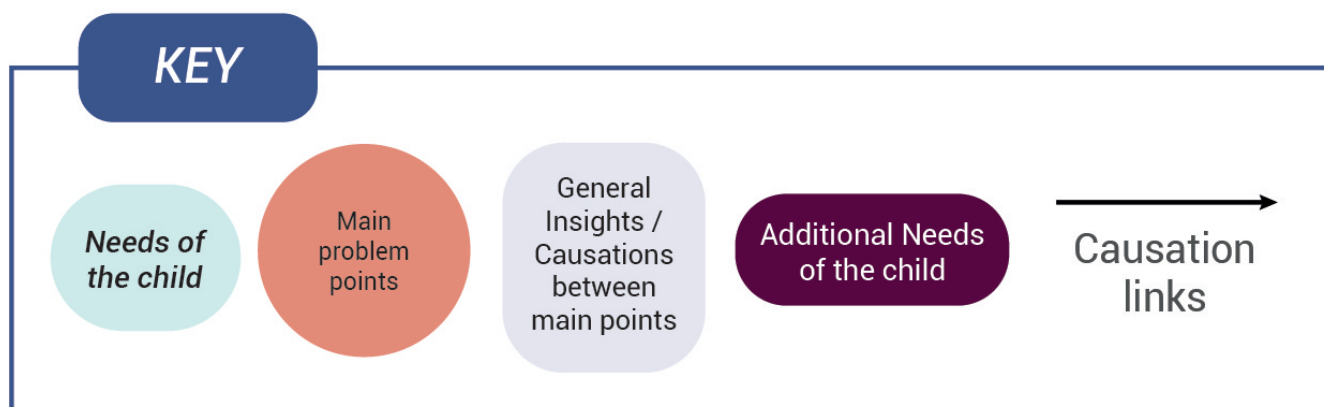 KEY
Needs of
the child
Main
problem
points
General
Insights /
Causations
between
main points
Additional Needs
of the child
Causation
links